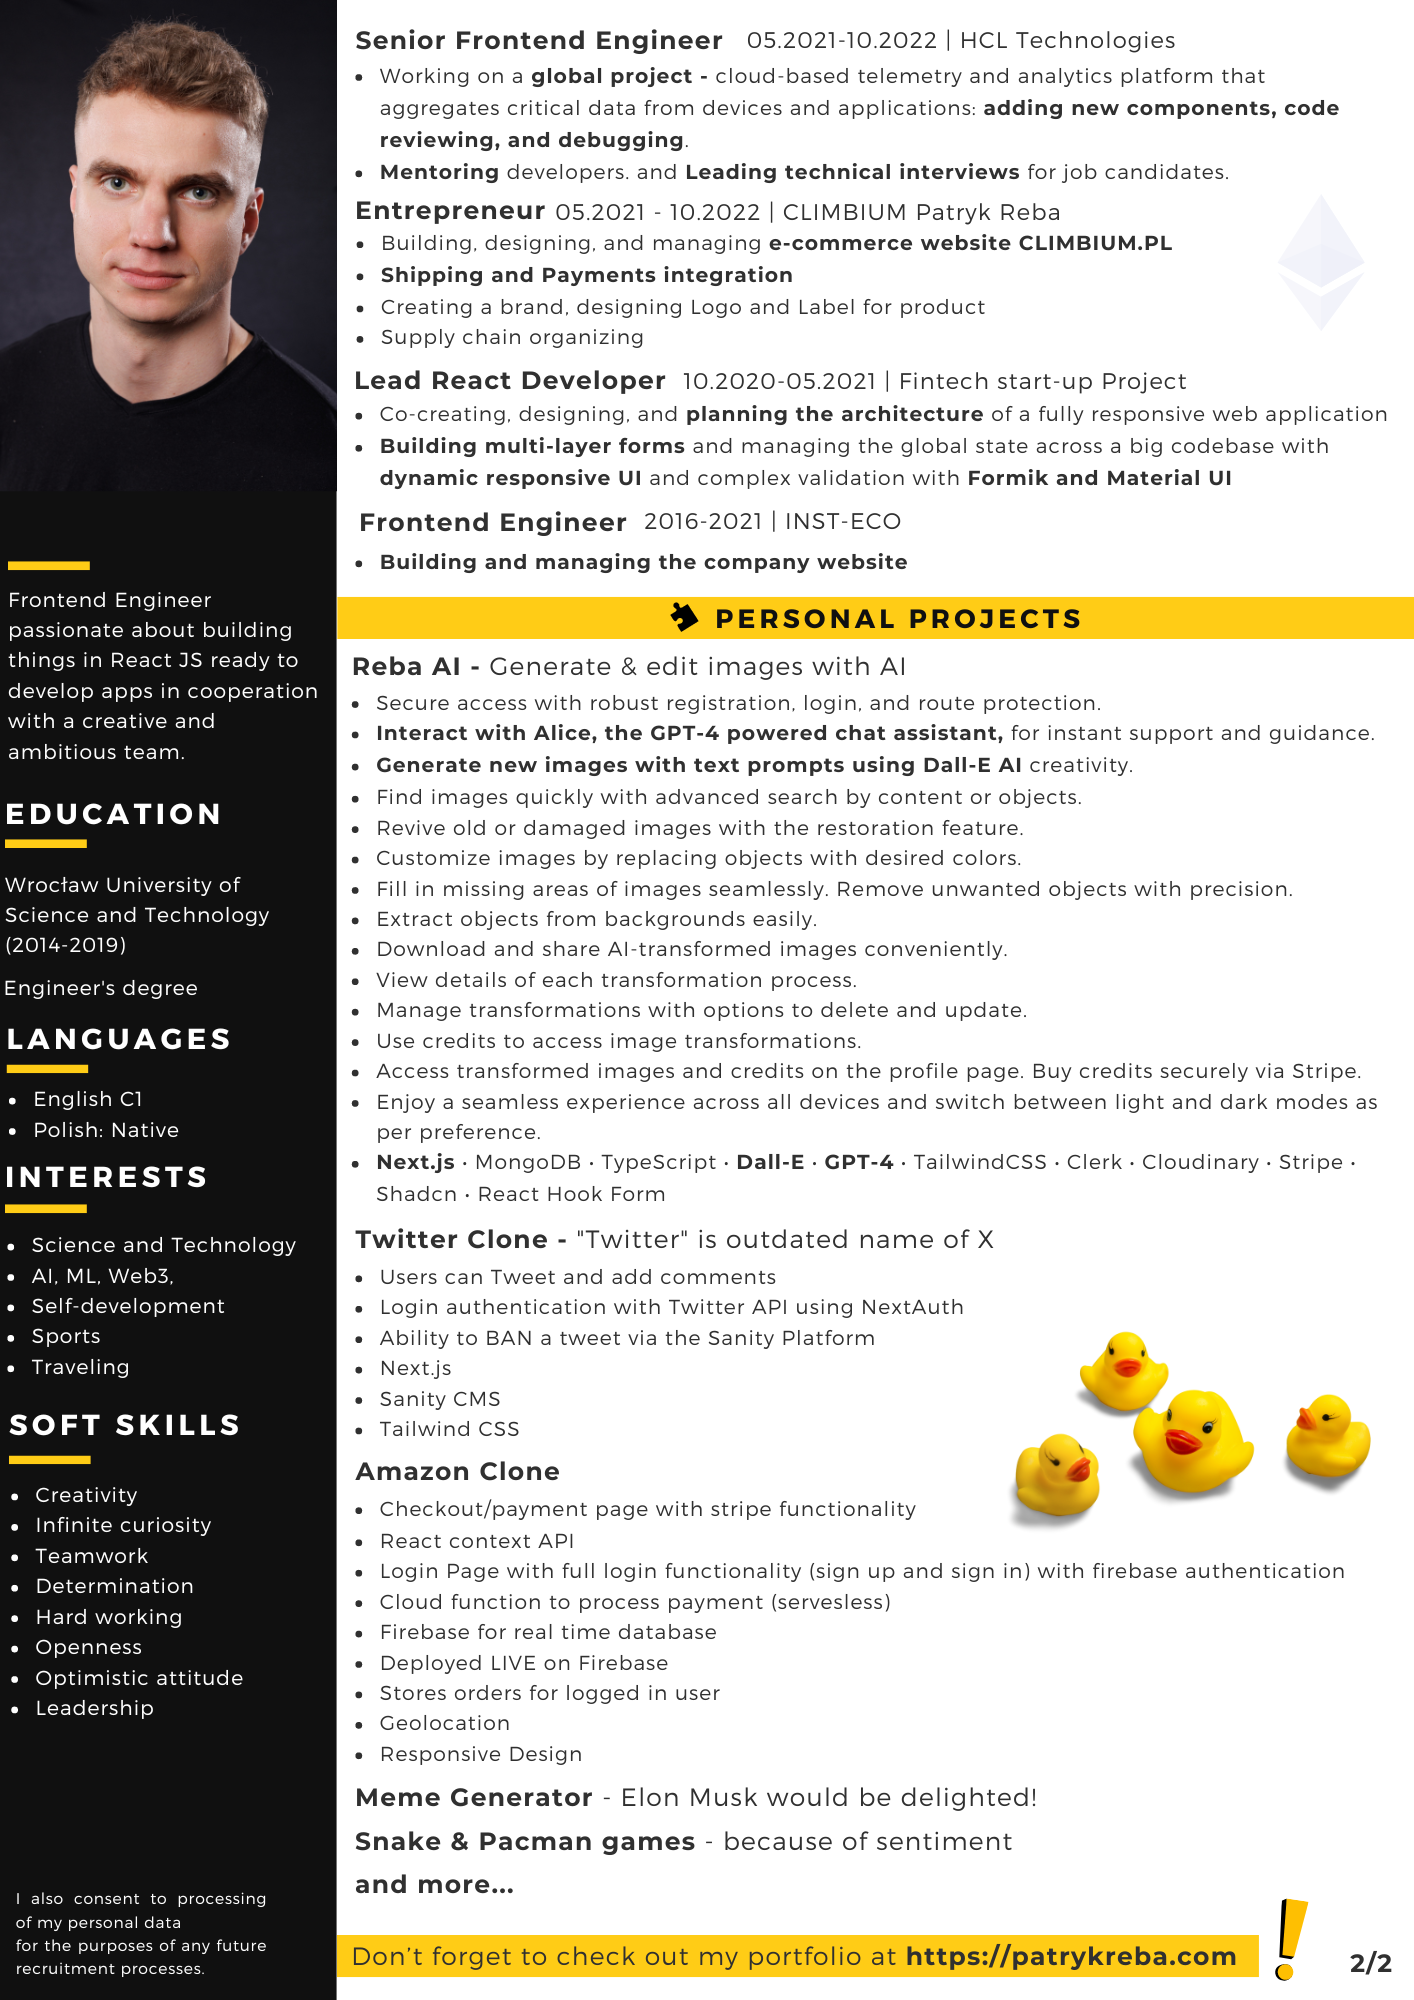 Frontend Engineer
passionate about building
things in React JS ready to
develop apps in cooperation
with a creative and
ambitious team.
EDUCATION
Wrocław University of
Science and Technology
(2014-2019)
Engineer's degree
LANGUAGES
• English C1
• Polish: Native
INTERESTS
• Science and Technology
• AI, ML, Web3,
• Self-development
• Sports
• Traveling
SOFT SKILLS
• Creativity
• Infinite curiosity
• Teamwork
• Determination
• Hard working
• Openness
• Optimistic attitude
• Leadership
I also consent to processing
of my personal data
for the purposes of any future
recruitment processes.
Senior Frontend Engineer 05.2021-10.2022 | HCL Technologies
• Working on a global project - cloud-based telemetry and analytics platform that
aggregates critical data from devices and applications: adding new components, code
reviewing, and debugging.
• Mentoring developers. and Leading technical interviews for job candidates.
Entrepreneur 05.2021 - 10.2022 | CLIMBIUM Patryk Reba
• Building, designing, and managing e-commerce website CLIMBIUM.PL
• Shipping and Payments integration
• Creating a brand, designing Logo and Label for product
• Supply chain organizing
Lead React Developer 10.2020-05.2021 | Fintech start-up Project
• Co-creating, designing, and planning the architecture of a fully responsive web application
• Building multi-layer forms and managing the global state across a big codebase with
dynamic responsive UI and complex validation with Formik and Material UI
Frontend Engineer 2016-2021 | INST-ECO
• Building and managing the company website
PERSONAL PROJECTS
Reba AI - Generate & edit images with AI
• Secure access with robust registration, login, and route protection.
• Interact with Alice, the GPT-4 powered chat assistant, for instant support and guidance.
• Generate new images with text prompts using Dall-E AI creativity.
• Find images quickly with advanced search by content or objects.
• Revive old or damaged images with the restoration feature.
• Customize images by replacing objects with desired colors.
• Fill in missing areas of images seamlessly. Remove unwanted objects with precision.
• Extract objects from backgrounds easily.
• Download and share AI-transformed images conveniently.
• View details of each transformation process.
• Manage transformations with options to delete and update.
• Use credits to access image transformations.
• Access transformed images and credits on the profile page. Buy credits securely via Stripe.
• Enjoy a seamless experience across all devices and switch between light and dark modes as
per preference.
• Next.js • MongoDB • TypeScript • Dall-E • GPT-4 • TailwindCSS • Clerk • Cloudinary • Stripe •
Shadcn • React Hook Form
Twitter Clone - "Twitter" is outdated name of X
• Users can Tweet and add comments
• Login authentication with Twitter API using NextAuth
• Ability to BAN a tweet via the Sanity Platform
• Next.js
• Sanity CMS
• Tailwind CSS
Amazon Clone
• Checkout/payment page with stripe functionality
• React context API
• Login Page with full login functionality (sign up and sign in) with firebase authentication
• Cloud function to process payment (servesless)
• Firebase for real time database
• Deployed LIVE on Firebase
• Stores orders for logged in user
• Geolocation
• Responsive Design
Meme Generator - Elon Musk would be delighted!
Snake & Pacman games - because of sentiment
and more...
Don’t forget to check out my portfolio at https://patrykreba.com
2/2